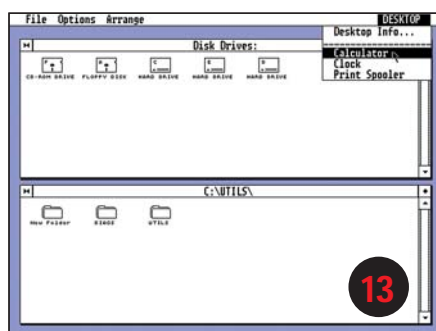 File Options Arrange DESKTOP
Desktop Info...
Calculator
Clock
Print Spooler
Disk Drives:
CD-ROM DRIVE FLOPPY DISK HARD DRIVE HARD DRIVE HARD DRIVE
C:\UTILS\
New Folder UTILS
13